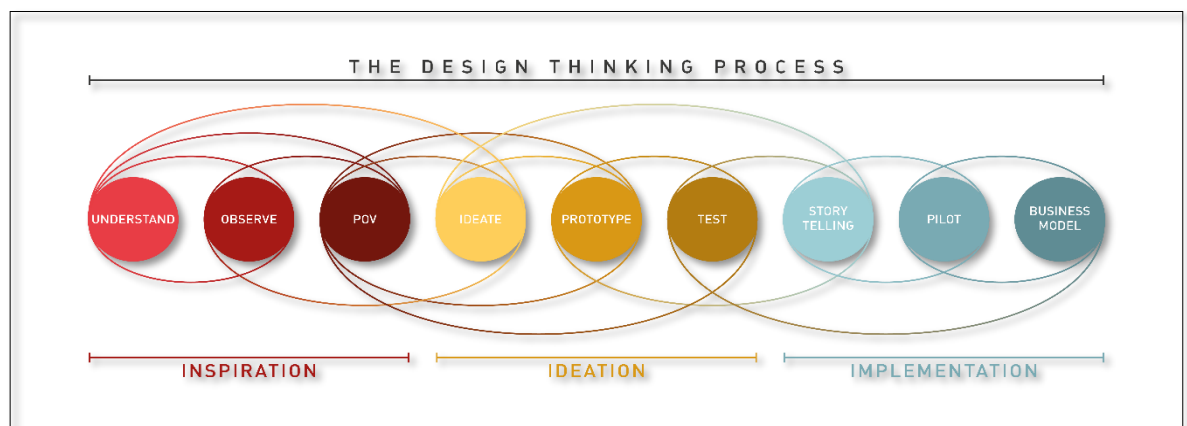 THE DESIGN THINKING PROCESS
UNDERSTAND
OBSERVE
POV
IDEATE
PROTOTYPE
TEST
STORY
TELLING
PILOT
BUSINESS
MODEL
INSPIRATION
IDEATION
IMPLEMENTATION